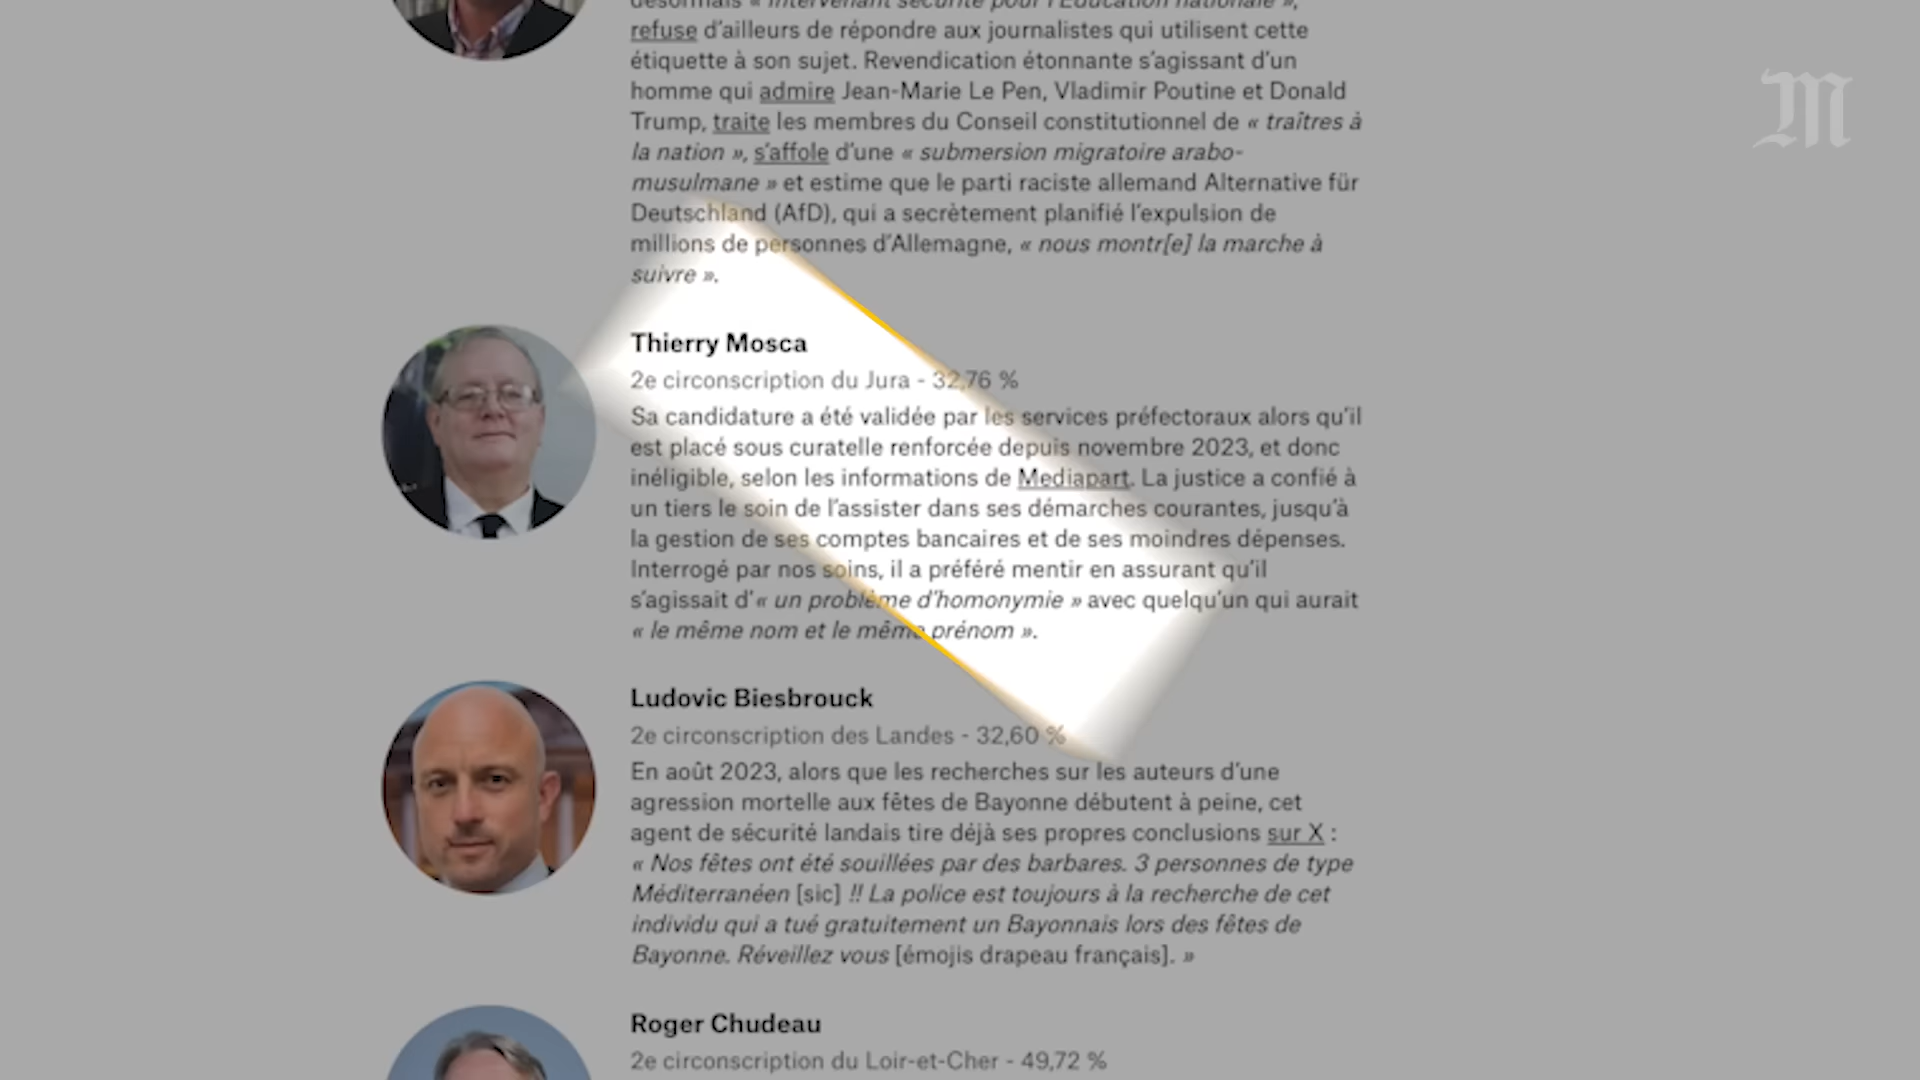 désormais « intervenant sécurité pour l'Éducation nationale »,
refuse d'ailleurs de répondre aux journalistes qui utilisent cette
étiquette à son sujet. Revendication étonnante s'agissant d'un
homme qui admire Jean-Marie Le Pen, Vladimir Poutine et Donald
Trump, traite les membres du Conseil constitutionnel de « traîtres à
la nation », s'affole d'une « submersion migratoire arabo-
musulmane » et estime que le parti raciste allemand Alternative für
Deutschland (AfD), qui a secrètement planifié l'expulsion de
millions de personnes d'Allemagne, « nous montr[e] la marche à
suivre ».
Thierry Mosca
2e circonscription du Jura - 32,76 %
Sa candidature a été validée par les services préfectoraux alors qu'il
est placé sous curatelle renforcée depuis novembre 2023, et donc
inéligible, selon les informations de Mediapart. La justice a confié à
un tiers le soin de l'assister dans ses démarches courantes, jusqu'à
la gestion de ses comptes bancaires et de ses moindres dépenses.
Interrogé par nos soins, il a préféré mentir en assurant qu'il
s'agissait d'« un problème d'homonymie » avec quelqu'un qui aurait
« le même nom et le même prénom ».
Ludovic Biesbrouck
2e circonscription des Landes - 32,60 %
En août 2023, alors que les recherches sur les auteurs d'une
agression mortelle aux fêtes de Bayonne débutent à peine, cet
agent de sécurité landais tire déjà ses propres conclusions sur X :
« Nos fêtes ont été souillées par des barbares. 3 personnes de type
Méditerranéen [sic] !! La police est toujours à la recherche de cet
individu qui a tué gratuitement un Bayonnais lors des fêtes de
Bayonne. Réveillez vous [émojis drapeau français]. »
Roger Chudeau
2e circonscription du Loir-et-Cher - 49,72 %
M